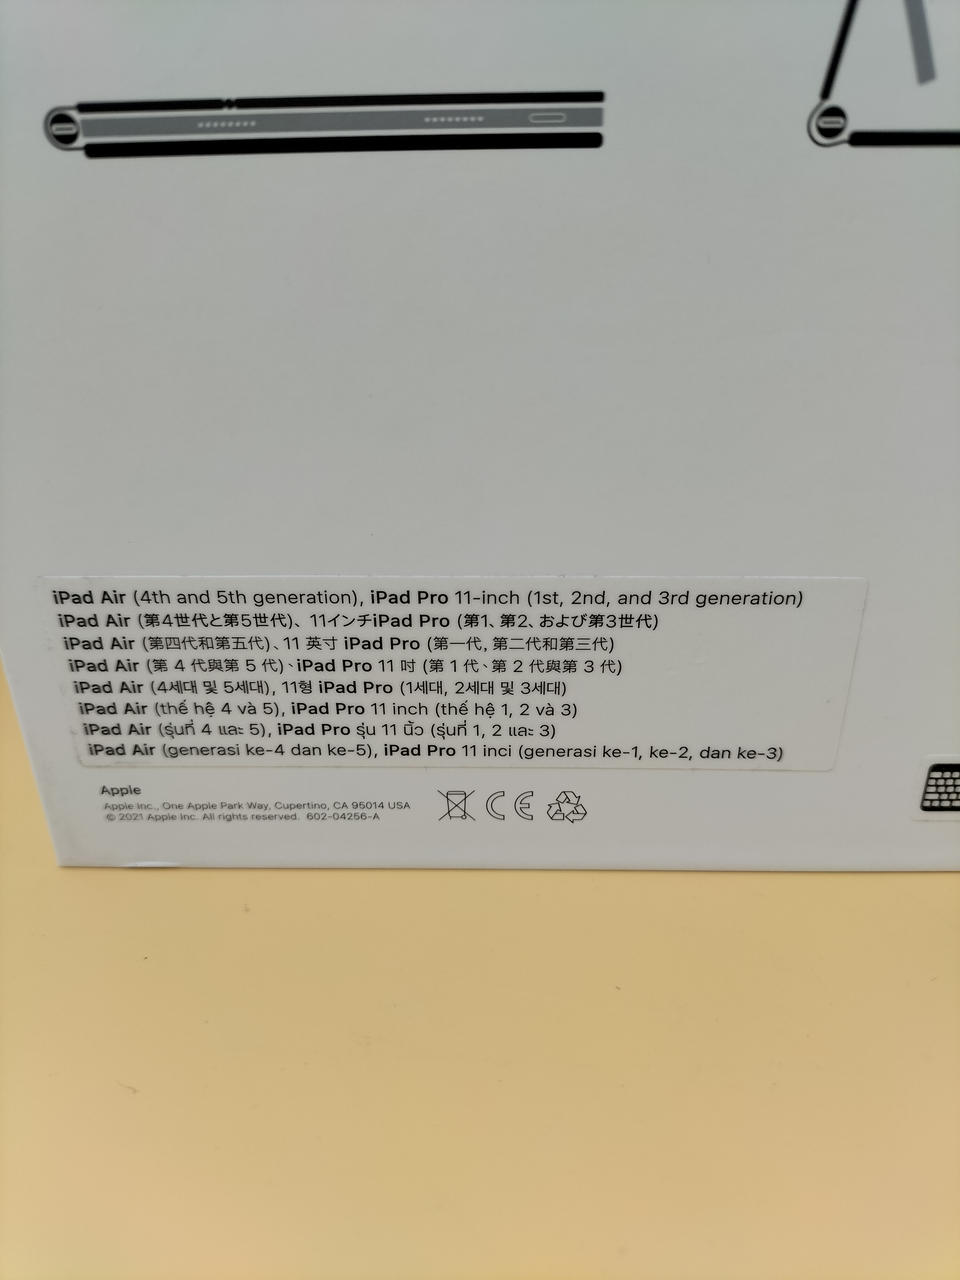 iPad Air (4th and 5th generation), iPad Pro 11-inch (1st, 2nd, and 3rd generation)
iPad Air (第4世代と第5世代)、11インチiPad Pro (第1、第2、および第3世代)
iPad Air (第四代和第五代)、11 英寸 iPad Pro (第一代, 第二代和第三代)
iPad Air (第 4 代與第 5 代)、iPad Pro 11 吋 (第 1 代、第 2 代與第 3 代)
iPad Air (4세대 및 5세대), 11형 iPad Pro (1세대, 2세대 및 3세대)
iPad Air (thế hệ 4 và 5), iPad Pro 11 inch (thế hệ 1, 2 và 3)
iPad Air (รุ่นที่ 4 และ 5), iPad Pro รุ่น 11 นิ้ว (รุ่นที่ 1, 2 และ 3)
iPad Air (generasi ke-4 dan ke-5), iPad Pro 11 inci (generasi ke-1, ke-2, dan ke-3)
Apple
Apple Inc., One Apple Park Way, Cupertino, CA 95014 USA
© 2021 Apple Inc. All rights reserved. 602-04256-A
CE